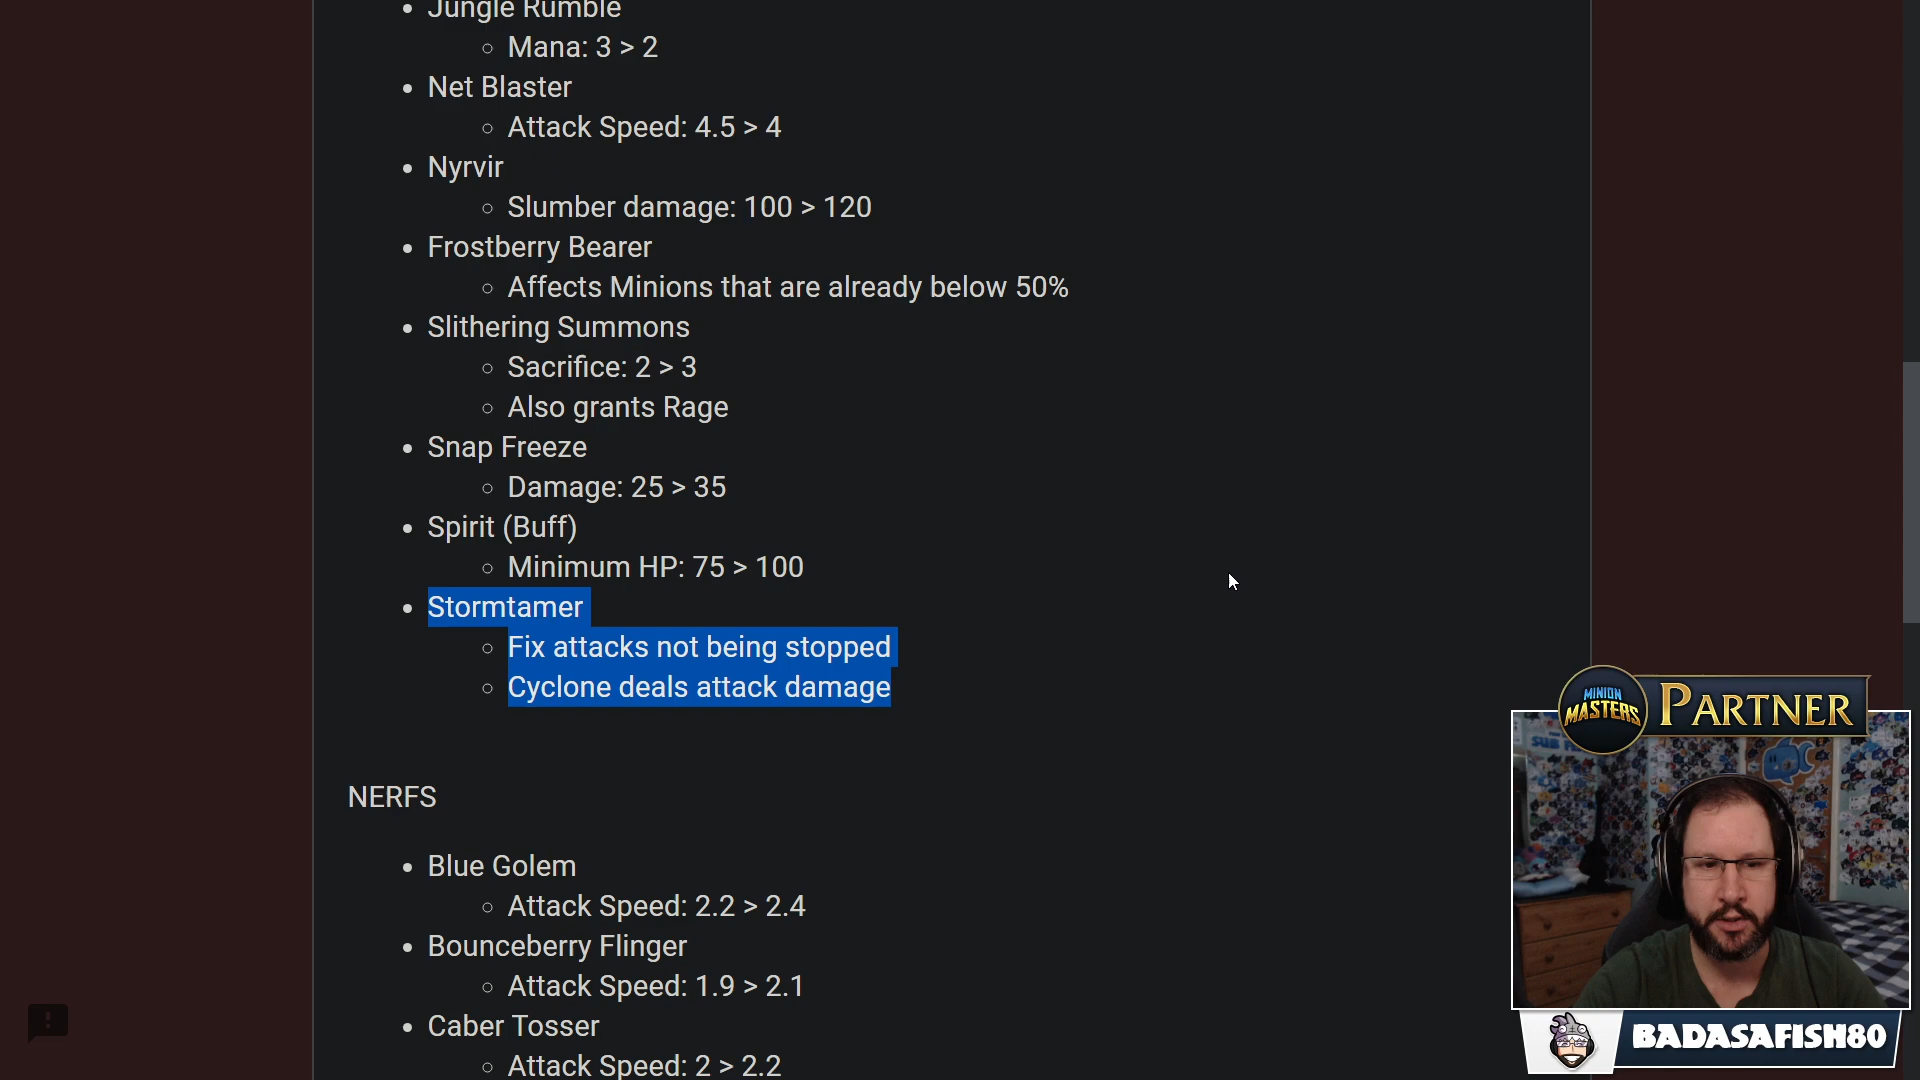 Jungle Rumble
Mana: 3 > 2
Net Blaster
Attack Speed: 4.5 > 4
Nyrvir
Slumber damage: 100 > 120
Frostberry Bearer
Affects Minions that are already below 50%
Slithering Summons
Sacrifice: 2 > 3
Also grants Rage
Snap Freeze
Damage: 25 > 35
Spirit (Buff)
Minimum HP: 75 > 100
Stormtamer
Fix attacks not being stopped
Cyclone deals attack damage
NERFS
Blue Golem
Attack Speed: 2.2 > 2.4
Bounceberry Flinger
Attack Speed: 1.9 > 2.1
Caber Tosser
Attack Speed: 2 > 2.2
MINION
MASTERS
PARTNER
SUB
BADASAFISH80